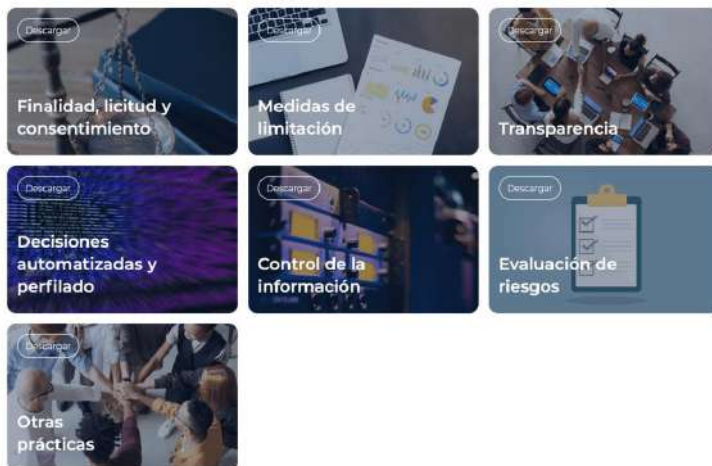 Descargar
Finalidad, licitud y
consentimiento
Descargar
Medidas de
limitación
Descargar
Transparencia
Descargar
Decisiones
automatizadas y
perfilado
Descargar
Control de la
información
Descargar
Evaluación de
riesgos
Descargar
Otras
prácticas